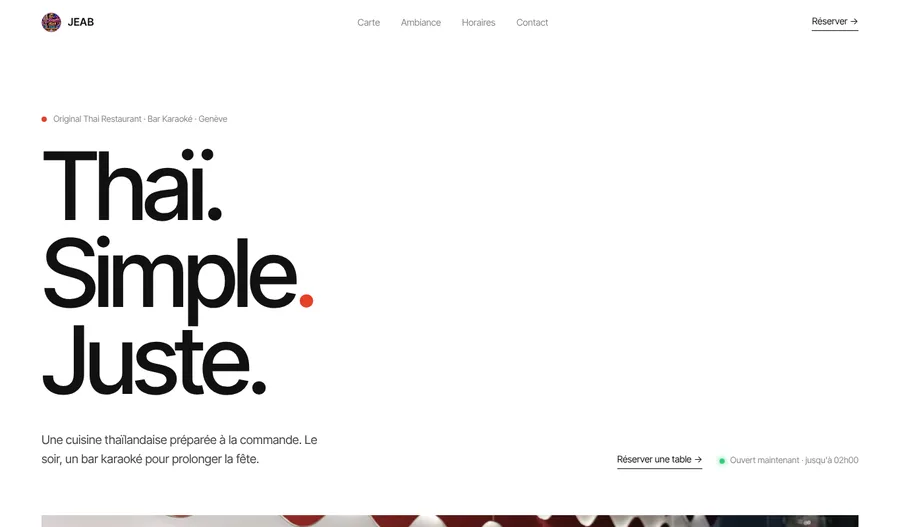 JEAB
Carte
Ambiance
Horaires
Contact
Réserver →
Original Thai Restaurant · Bar Karaoké · Genève
Thaï.
Simple.
Juste.
Une cuisine thaïlandaise préparée à la commande. Le
soir, un bar karaoké pour prolonger la fête.
Réserver une table →
Ouvert maintenant · jusqu'à 02h00